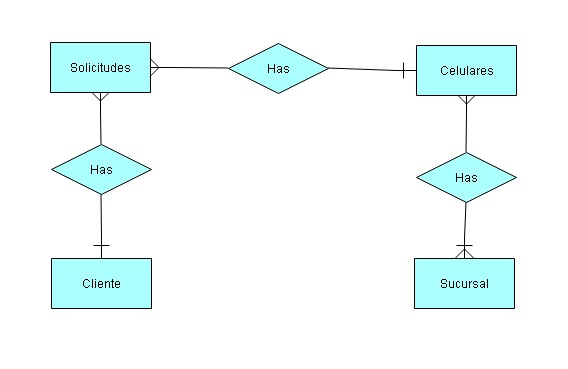 Solicitudes
Has
Celulares
Has
Has
Cliente
Sucursal